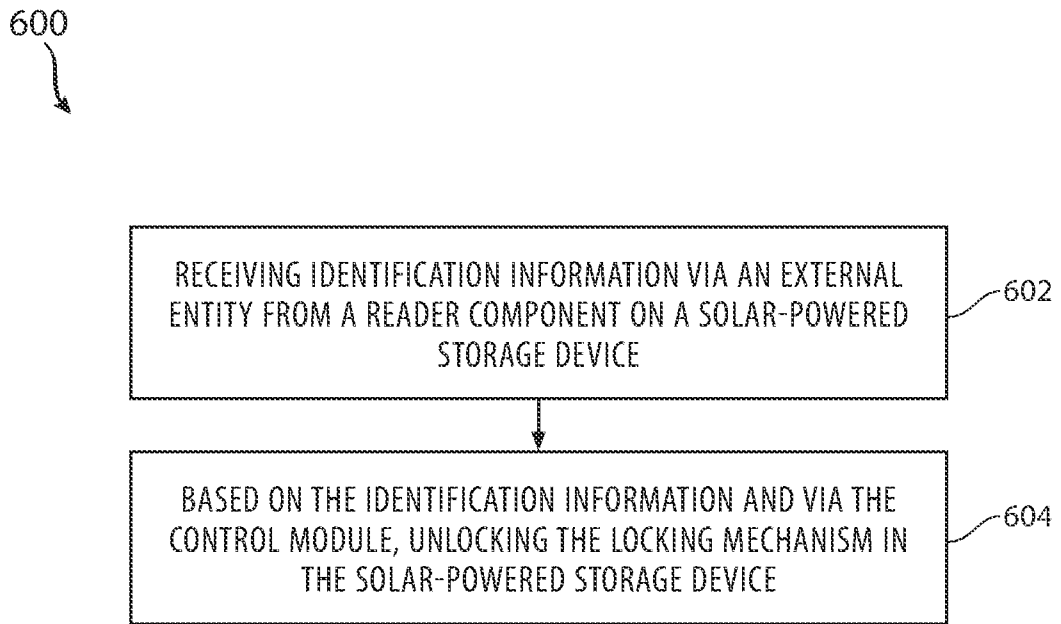 600
RECEIVING IDENTIFICATION INFORMATION VIA AN EXTERNAL
ENTITY FROM A READER COMPONENT ON A SOLAR-POWERED
STORAGE DEVICE
602
BASED ON THE IDENTIFICATION INFORMATION AND VIA THE
CONTROL MODULE, UNLOCKING THE LOCKING MECHANISM IN
THE SOLAR-POWERED STORAGE DEVICE
604